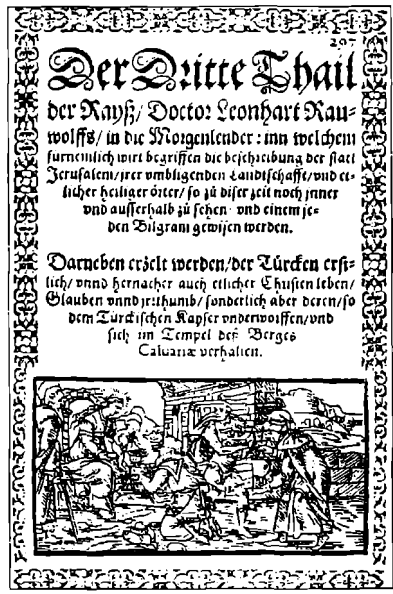 297
Der Dritte Thail
der Rayß/ Doctor Leonhart Rau-
wolffs/ in die Morgenlender: inn welchem
furnemlich wirt begriffen die beschreibung der statt
Jerusalem/ jrer vmbligenden Landtschafft/ vnd et-
licher heiliger örter/ so zů diser zeit noch jnner
vnd ausserhalb zů sehen vnd einem je-
den Bilgram gewisen werden.
Darneben erzelt werden/ der Türcken erst-
lich/ vnnd hernacher auch etlicher Christen leben/
Glauben vnnd jrrthumb/ sonderlich aber deren/ so
dem Türckischen Kayser vnderworffen/ vnd
sich im Tempel deß Berges
Caluariæ verhalten.